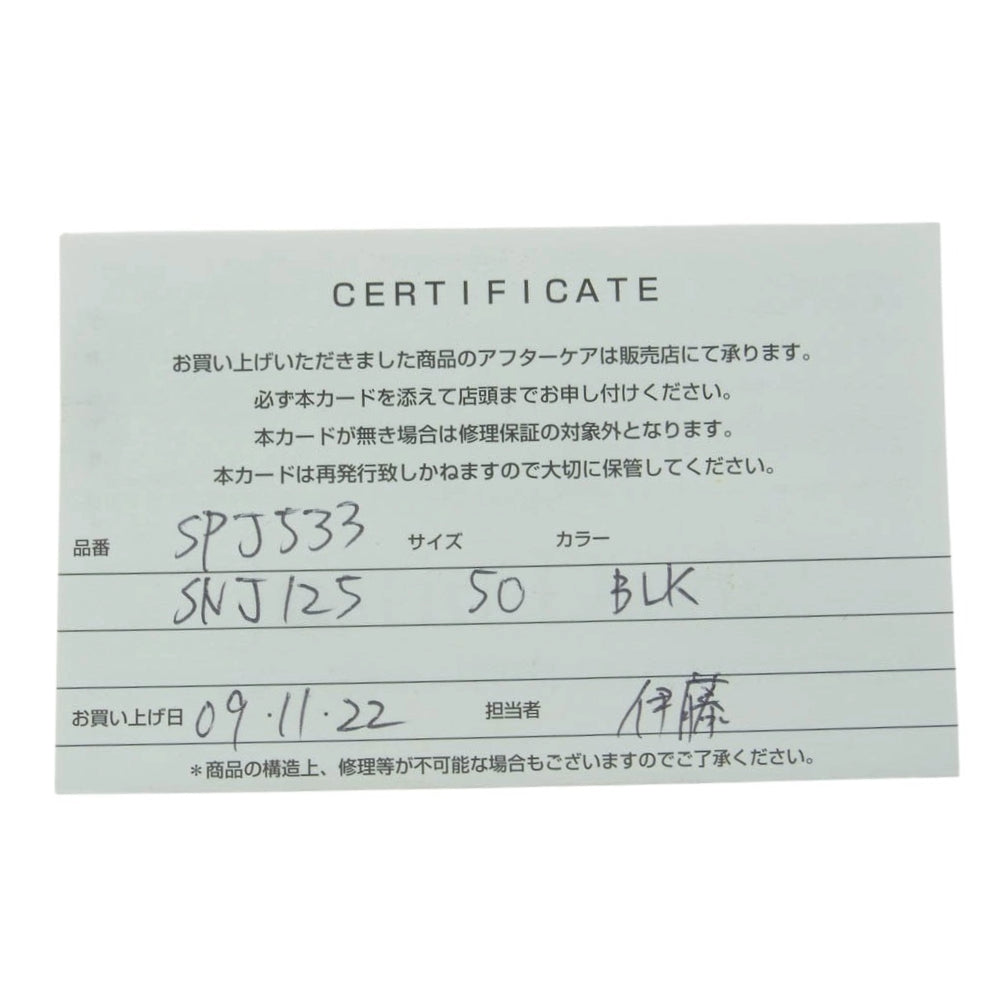 CERTIFICATE
お買い上げいただきました商品のアフターケアは販売店にて承ります。
必ず本カードを添えて店頭までお申し付けください。
本カードが無き場合は修理保証の対象外となります。
本カードは再発行致しかねますので大切に保管してください。
品番 SPJ533 サイズ カラー
SNJ125 50 BLK
お買い上げ日 09.11.22 担当者 伊藤
*商品の構造上、修理等が不可能な場合もございますのでご了承ください。